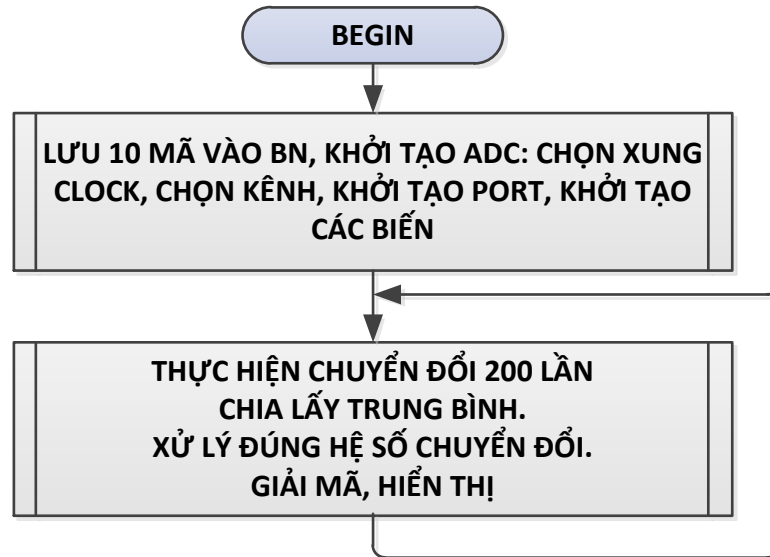 BEGIN
LƯU 10 MÃ VÀO BN, KHỞI TẠO ADC: CHỌN XUNG
CLOCK, CHỌN KÊNH, KHỞI TẠO PORT, KHỞI TẠO
CÁC BIẾN
THỰC HIỆN CHUYỂN ĐỔI 200 LẦN
CHIA LẤY TRUNG BÌNH.
XỬ LÝ ĐÚNG HỆ SỐ CHUYỂN ĐỔI.
GIẢI MÃ, HIỂN THỊ